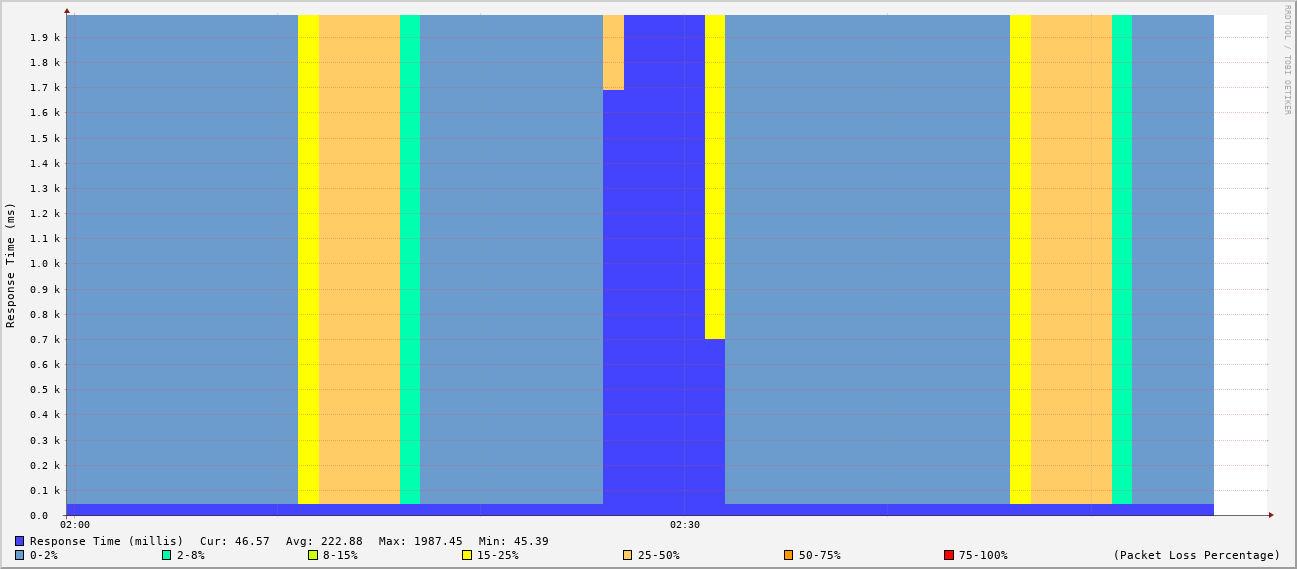 RRDTOOL / TOBI OETIKER
Response Time (ms)
1.9 k
1.8 k
1.7 k
1.6 k
1.5 k
1.4 k
1.3 k
1.2 k
1.1 k
1.0 k
0.9 k
0.8 k
0.7 k
0.6 k
0.5 k
0.4 k
0.3 k
0.2 k
0.1 k
0.0
02:00 02:30
Response Time (millis) Cur: 46.57 Avg: 222.88 Max: 1987.45 Min: 45.39
0-2% 2-8% 8-15% 15-25% 25-50% 50-75% 75-100% (Packet Loss Percentage)